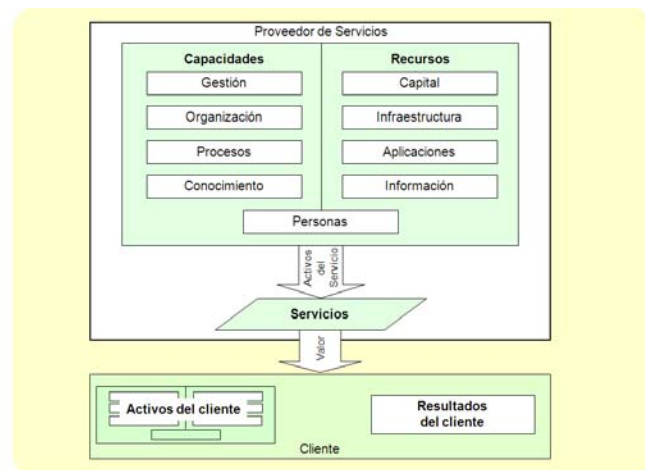 Proveedor de Servicios
Capacidades
Recursos
Gestión
Capital
Organización
Infraestructura
Procesos
Aplicaciones
Conocimiento
Información
Personas
Activos
del
Servicio
Servicios
Valor
Activos del cliente
Resultados
del cliente
Cliente